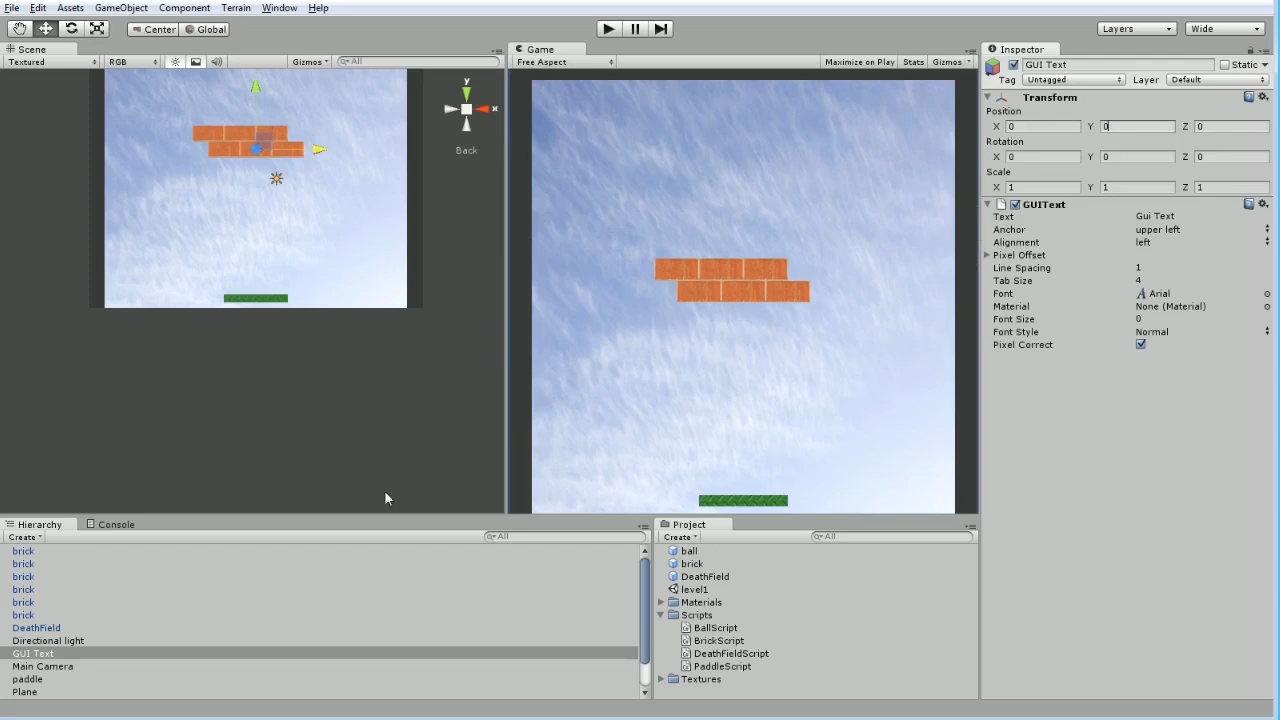 File Edit Assets GameObject Component Terrain Window Help
Center Global Layers Wide
Scene Game Inspector
Textured RGB Gizmos All Free Aspect Maximize on Play Stats Gizmos GUI Text Static
Tag Untagged Layer Default
Transform
Position
X 0 Y 0 Z 0
Rotation
X 0 Y 0 Z 0
Scale
X 1 Y 1 Z 1
GUIText
Text Gui Text
Anchor upper left
Alignment left
Pixel Offset
Line Spacing 1
Tab Size 4
Font Arial
Material None (Material)
Font Size 0
Font Style Normal
Pixel Correct
y
x
Back
Hierarchy Console
Create All
brick
brick
brick
brick
brick
brick
DeathField
Directional light
GUI Text
Main Camera
paddle
Plane
Project
Create All
ball
brick
DeathField
level1
Materials
Scripts
BallScript
BrickScript
DeathFieldScript
PaddleScript
Textures